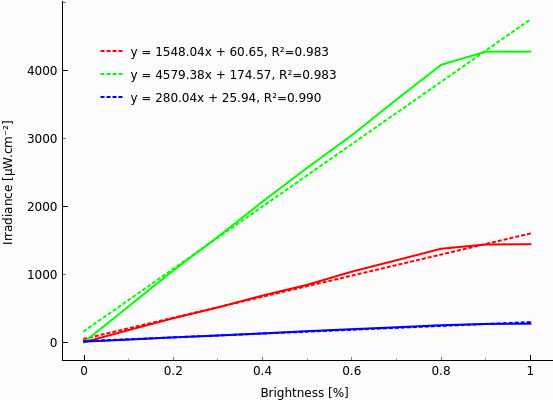 y = 1548.04x + 60.65, R²=0.983
y = 4579.38x + 174.57, R²=0.983
y = 280.04x + 25.94, R²=0.990
4000
3000
2000
1000
0
Irradiance [µW.cm⁻²]
0 0.2 0.4 0.6 0.8 1
Brightness [%]